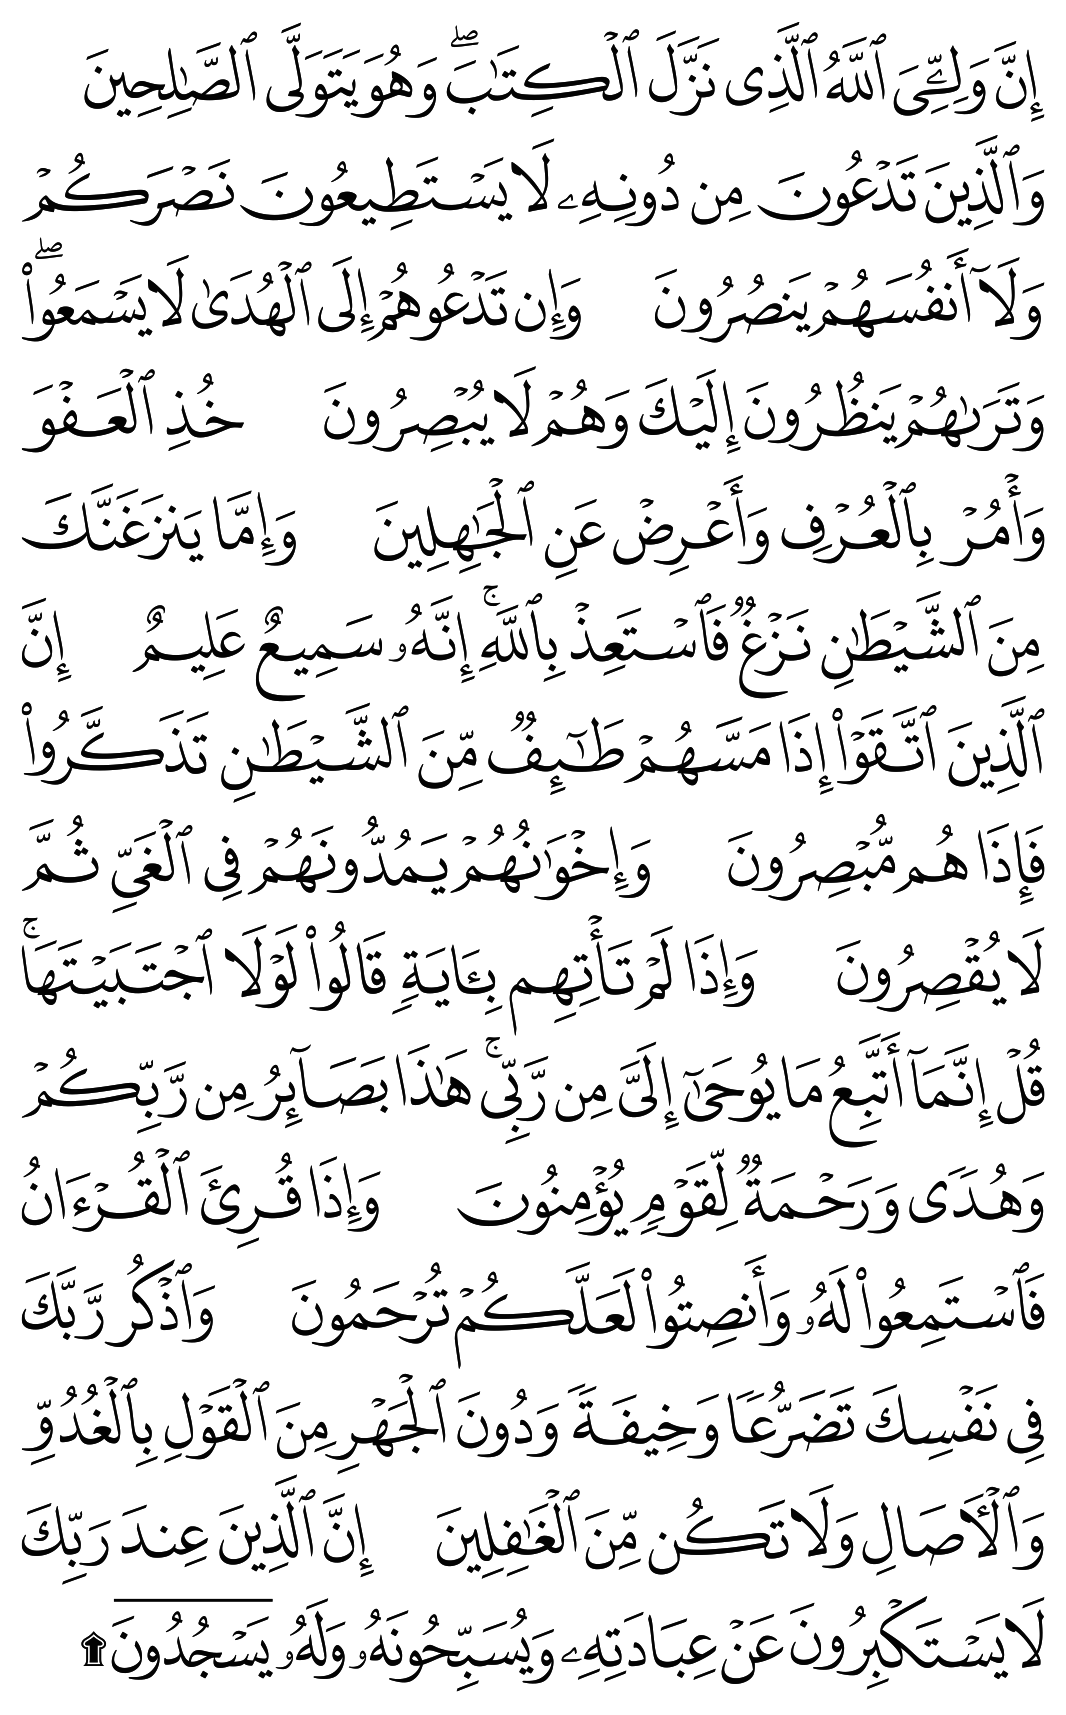 إِنَّ وَلِـِّۧىَ ٱللَّهُ ٱلَّذِى نَزَّلَ ٱلْكِتَـٰبَ ۖ وَهُوَ يَتَوَلَّى ٱلصَّـٰلِحِينَ
وَٱلَّذِينَ تَدْعُونَ مِن دُونِهِۦ لَا يَسْتَطِيعُونَ نَصْرَكُمْ
وَلَآ أَنفُسَهُمْ يَنصُرُونَ وَإِن تَدْعُوهُمْ إِلَى ٱلْهُدَىٰ لَا يَسْمَعُوا۟ ۖ
وَتَرَىٰهُمْ يَنظُرُونَ إِلَيْكَ وَهُمْ لَا يُبْصِرُونَ خُذِ ٱلْعَفْوَ
وَأْمُرْ بِٱلْعُرْفِ وَأَعْرِضْ عَنِ ٱلْجَـٰهِلِينَ وَإِمَّا يَنزَغَنَّكَ
مِنَ ٱلشَّيْطَـٰنِ نَزْغٌ فَٱسْتَعِذْ بِٱللَّهِ ۚ إِنَّهُۥ سَمِيعٌ عَلِيمٌ إِنَّ
ٱلَّذِينَ ٱتَّقَوْا۟ إِذَا مَسَّهُمْ طَـٰٓئِفٌ مِّنَ ٱلشَّيْطَـٰنِ تَذَكَّرُوا۟
فَإِذَا هُم مُّبْصِرُونَ وَإِخْوَٰنُهُمْ يَمُدُّونَهُمْ فِى ٱلْغَىِّ ثُمَّ
لَا يُقْصِرُونَ وَإِذَا لَمْ تَأْتِهِم بِـَٔايَةٍ قَالُوا۟ لَوْلَا ٱجْتَبَيْتَهَا ۚ
قُلْ إِنَّمَآ أَتَّبِعُ مَا يُوحَىٰٓ إِلَىَّ مِن رَّبِّى ۚ هَـٰذَا بَصَآئِرُ مِن رَّبِّكُمْ
وَهُدًى وَرَحْمَةٌ لِّقَوْمٍ يُؤْمِنُونَ وَإِذَا قُرِئَ ٱلْقُرْءَانُ
فَٱسْتَمِعُوا۟ لَهُۥ وَأَنصِتُوا۟ لَعَلَّكُمْ تُرْحَمُونَ وَٱذْكُر رَّبَّكَ
فِى نَفْسِكَ تَضَرُّعًا وَخِيفَةً وَدُونَ ٱلْجَهْرِ مِنَ ٱلْقَوْلِ بِٱلْغُدُوِّ
وَٱلْـَٔاصَالِ وَلَا تَكُن مِّنَ ٱلْغَـٰفِلِينَ إِنَّ ٱلَّذِينَ عِندَ رَبِّكَ
لَا يَسْتَكْبِرُونَ عَنْ عِبَادَتِهِۦ وَيُسَبِّحُونَهُۥ وَلَهُۥ يَسْجُدُونَ ۩